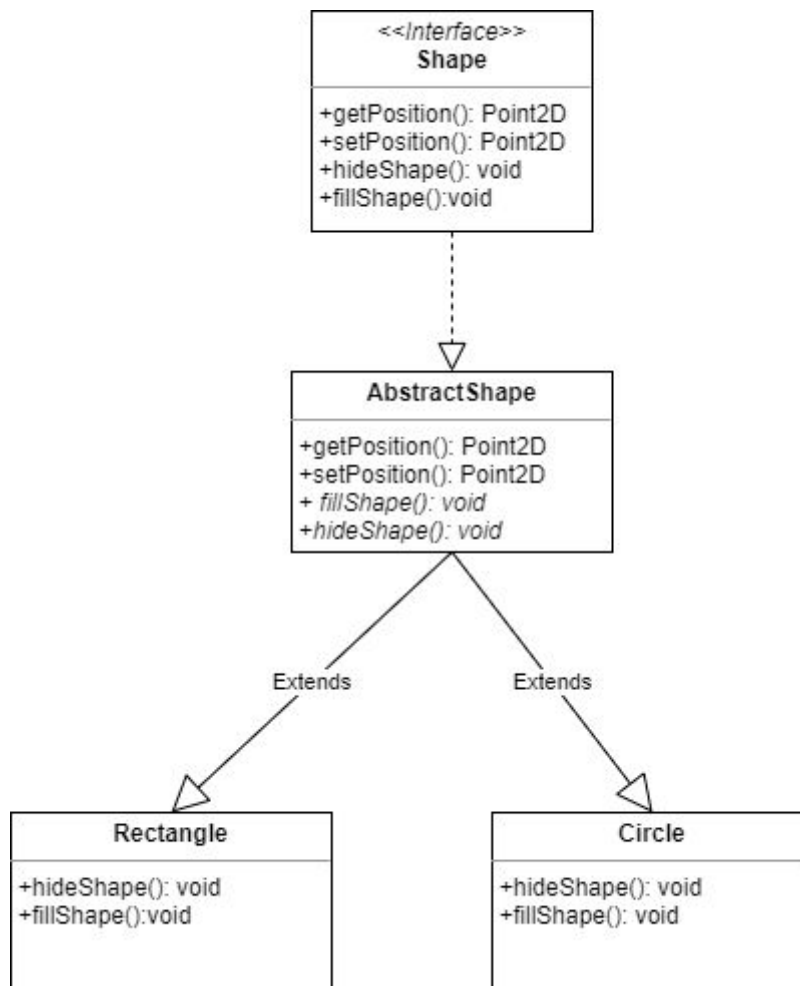 <<Interface>>
Shape
+getPosition(): Point2D
+setPosition(): Point2D
+hideShape(): void
+fillShape():void
AbstractShape
+getPosition(): Point2D
+setPosition(): Point2D
+ fillShape(): void
+hideShape(): void
Extends
Extends
Rectangle
+hideShape(): void
+fillShape():void
Circle
+hideShape(): void
+fillShape(): void